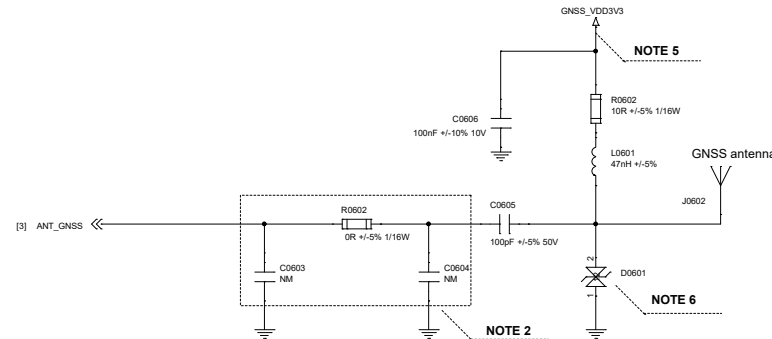 GNSS_VDD3V3
NOTE 5
R0602
10R +/-5% 1/16W
C0606
100nF +/-10% 10V
L0601
47nH +/-5%
GNSS antenna
J0602
R0602
0R +/-5% 1/16W
C0605
100pF +/-5% 50V
[3] ANT_GNSS
C0603
NM
C0604
NM
2
1
D0601
NOTE 6
NOTE 2